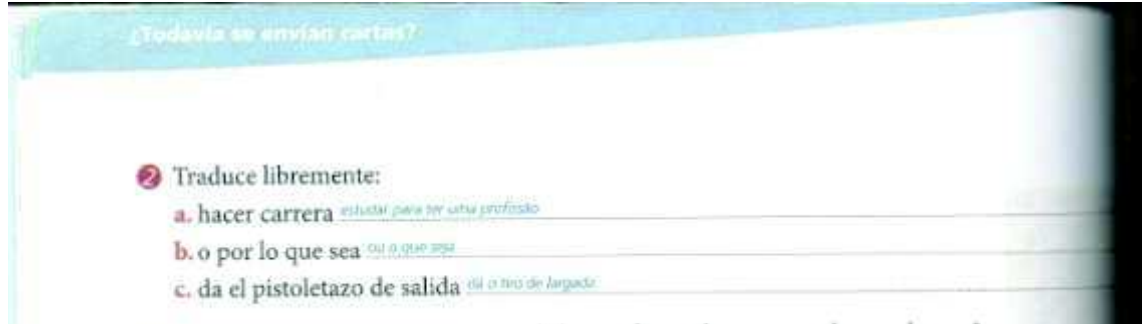 ¿Todavía se envían cartas?
2 Traduce libremente:
a. hacer carrera estudar para ter uma profissão
b. o por lo que sea ou o que seja
c. da el pistoletazo de salida dá o tiro de largada